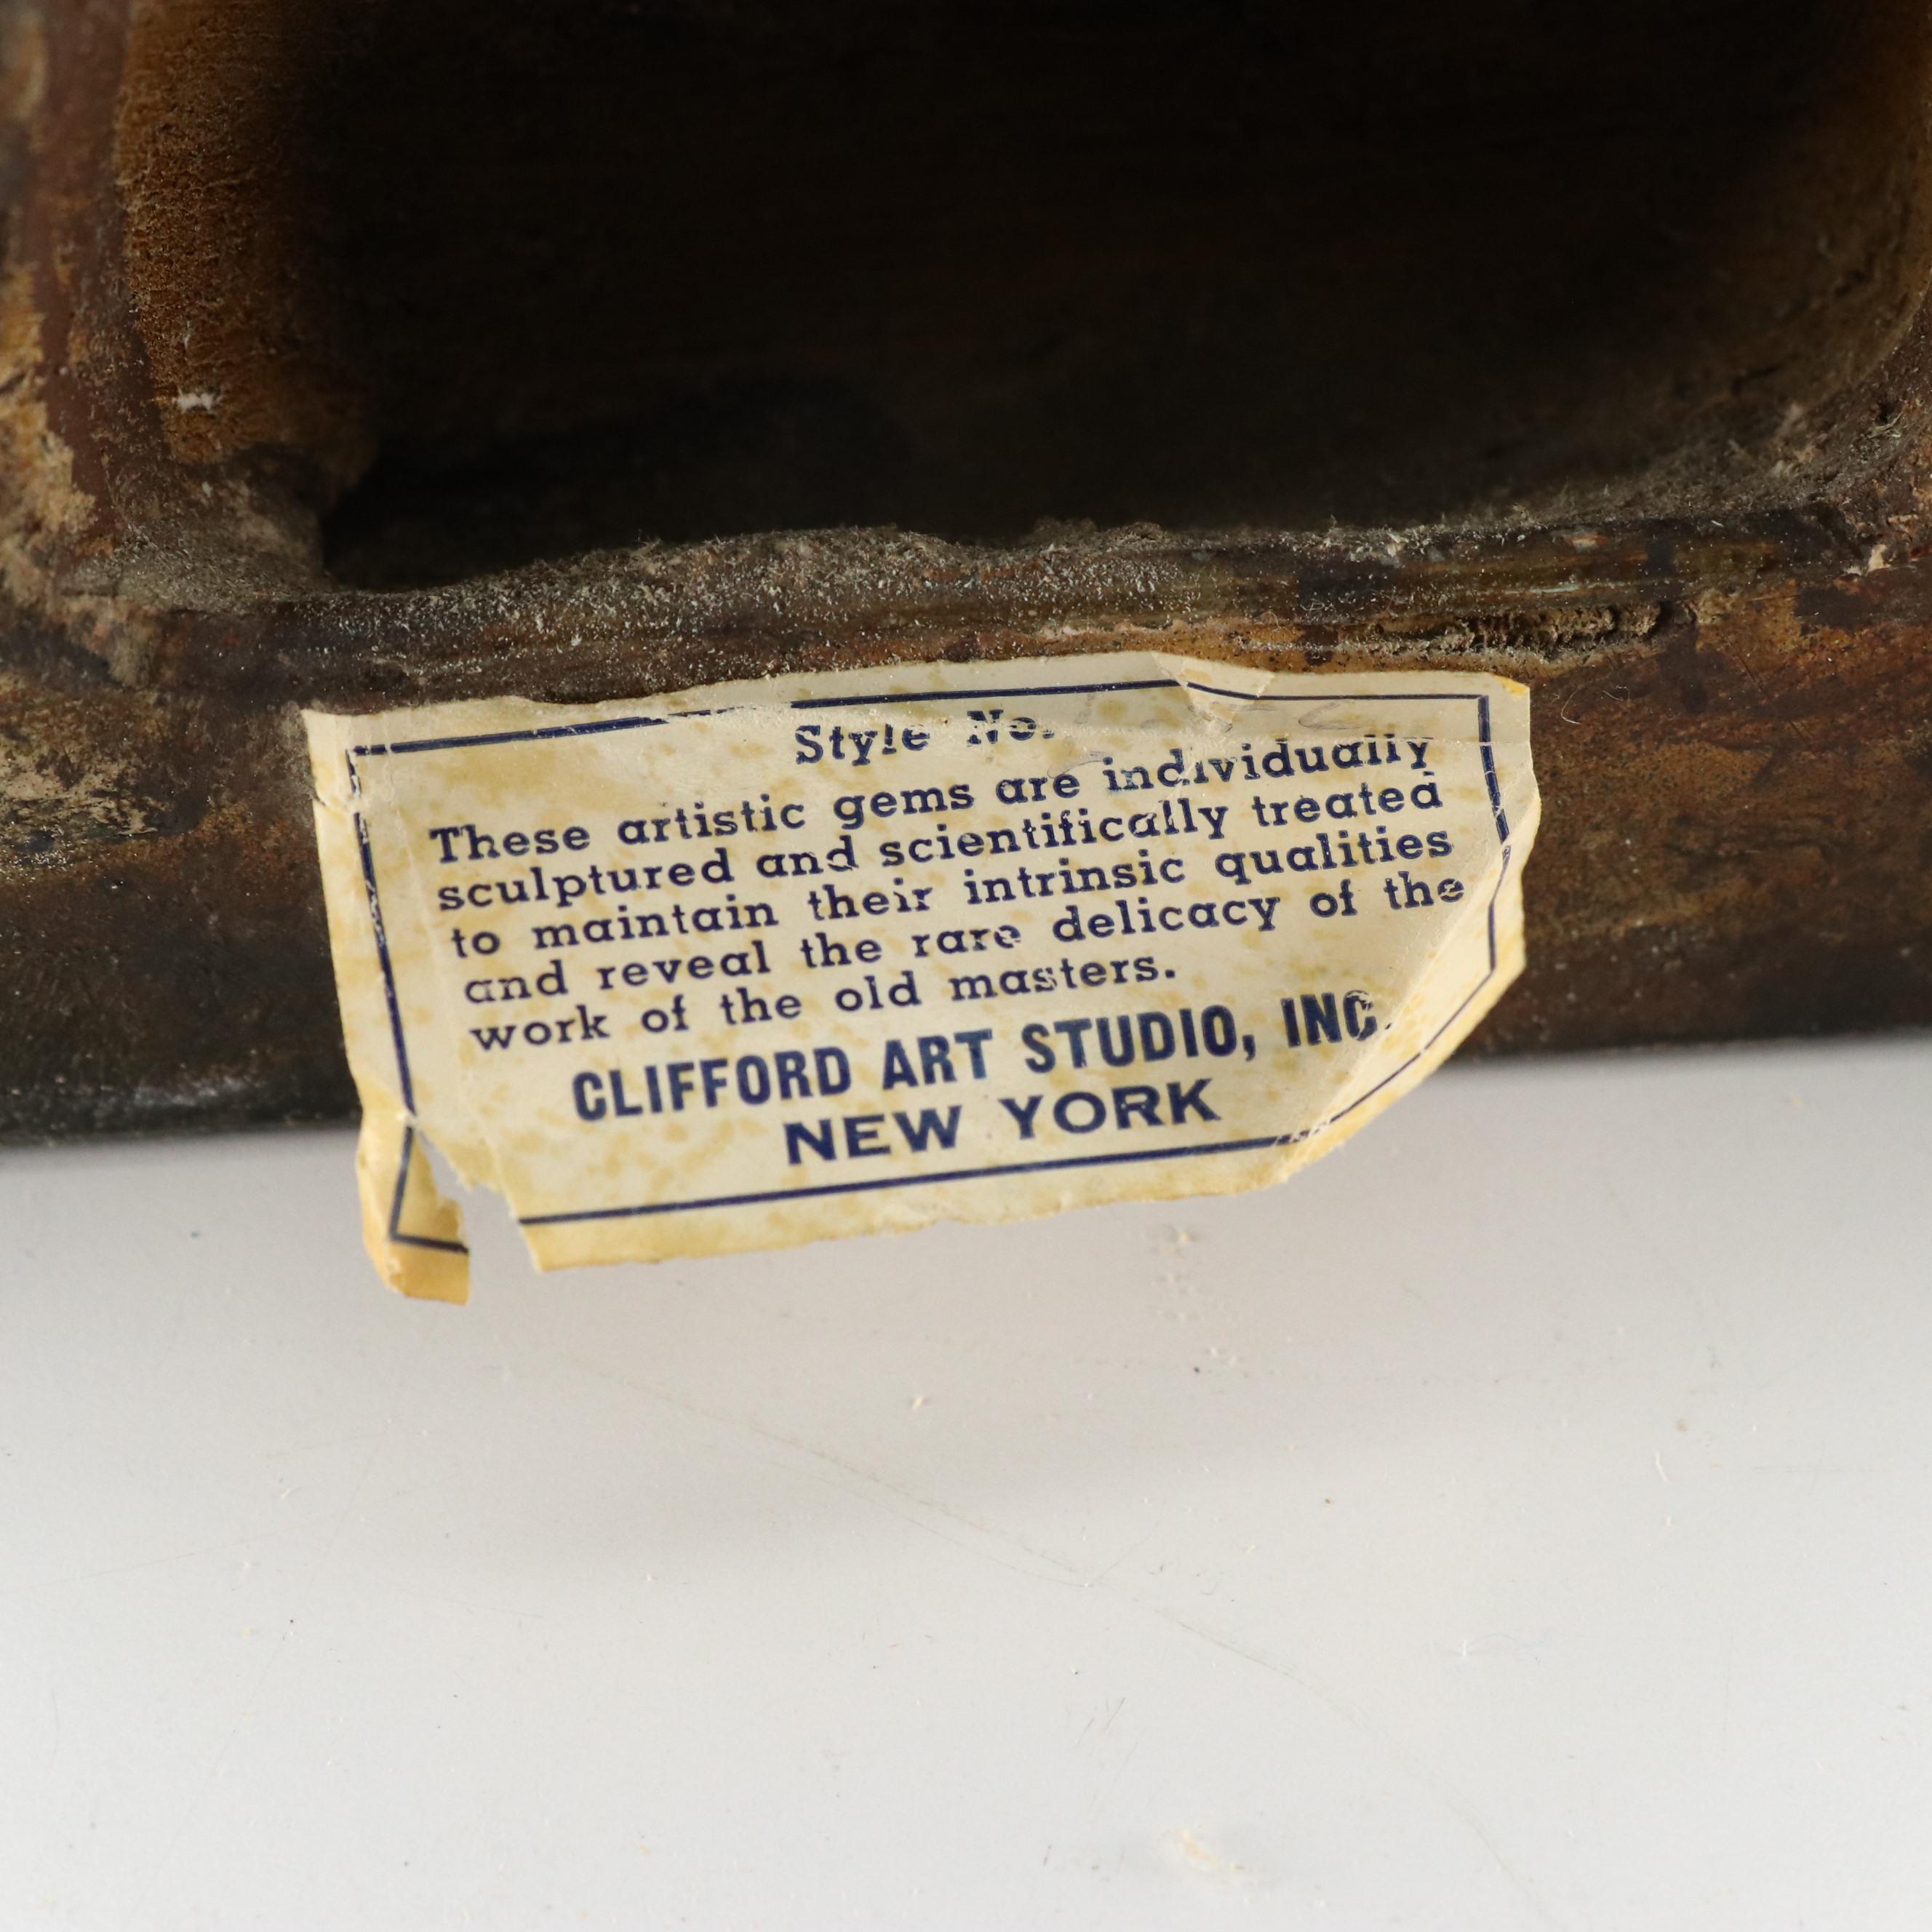 Style No.
These artistic gems are individually
sculptured and scientifically treated
to maintain their intrinsic qualities
and reveal the rare delicacy of the
work of the old masters.
CLIFFORD ART STUDIO, INC.
NEW YORK